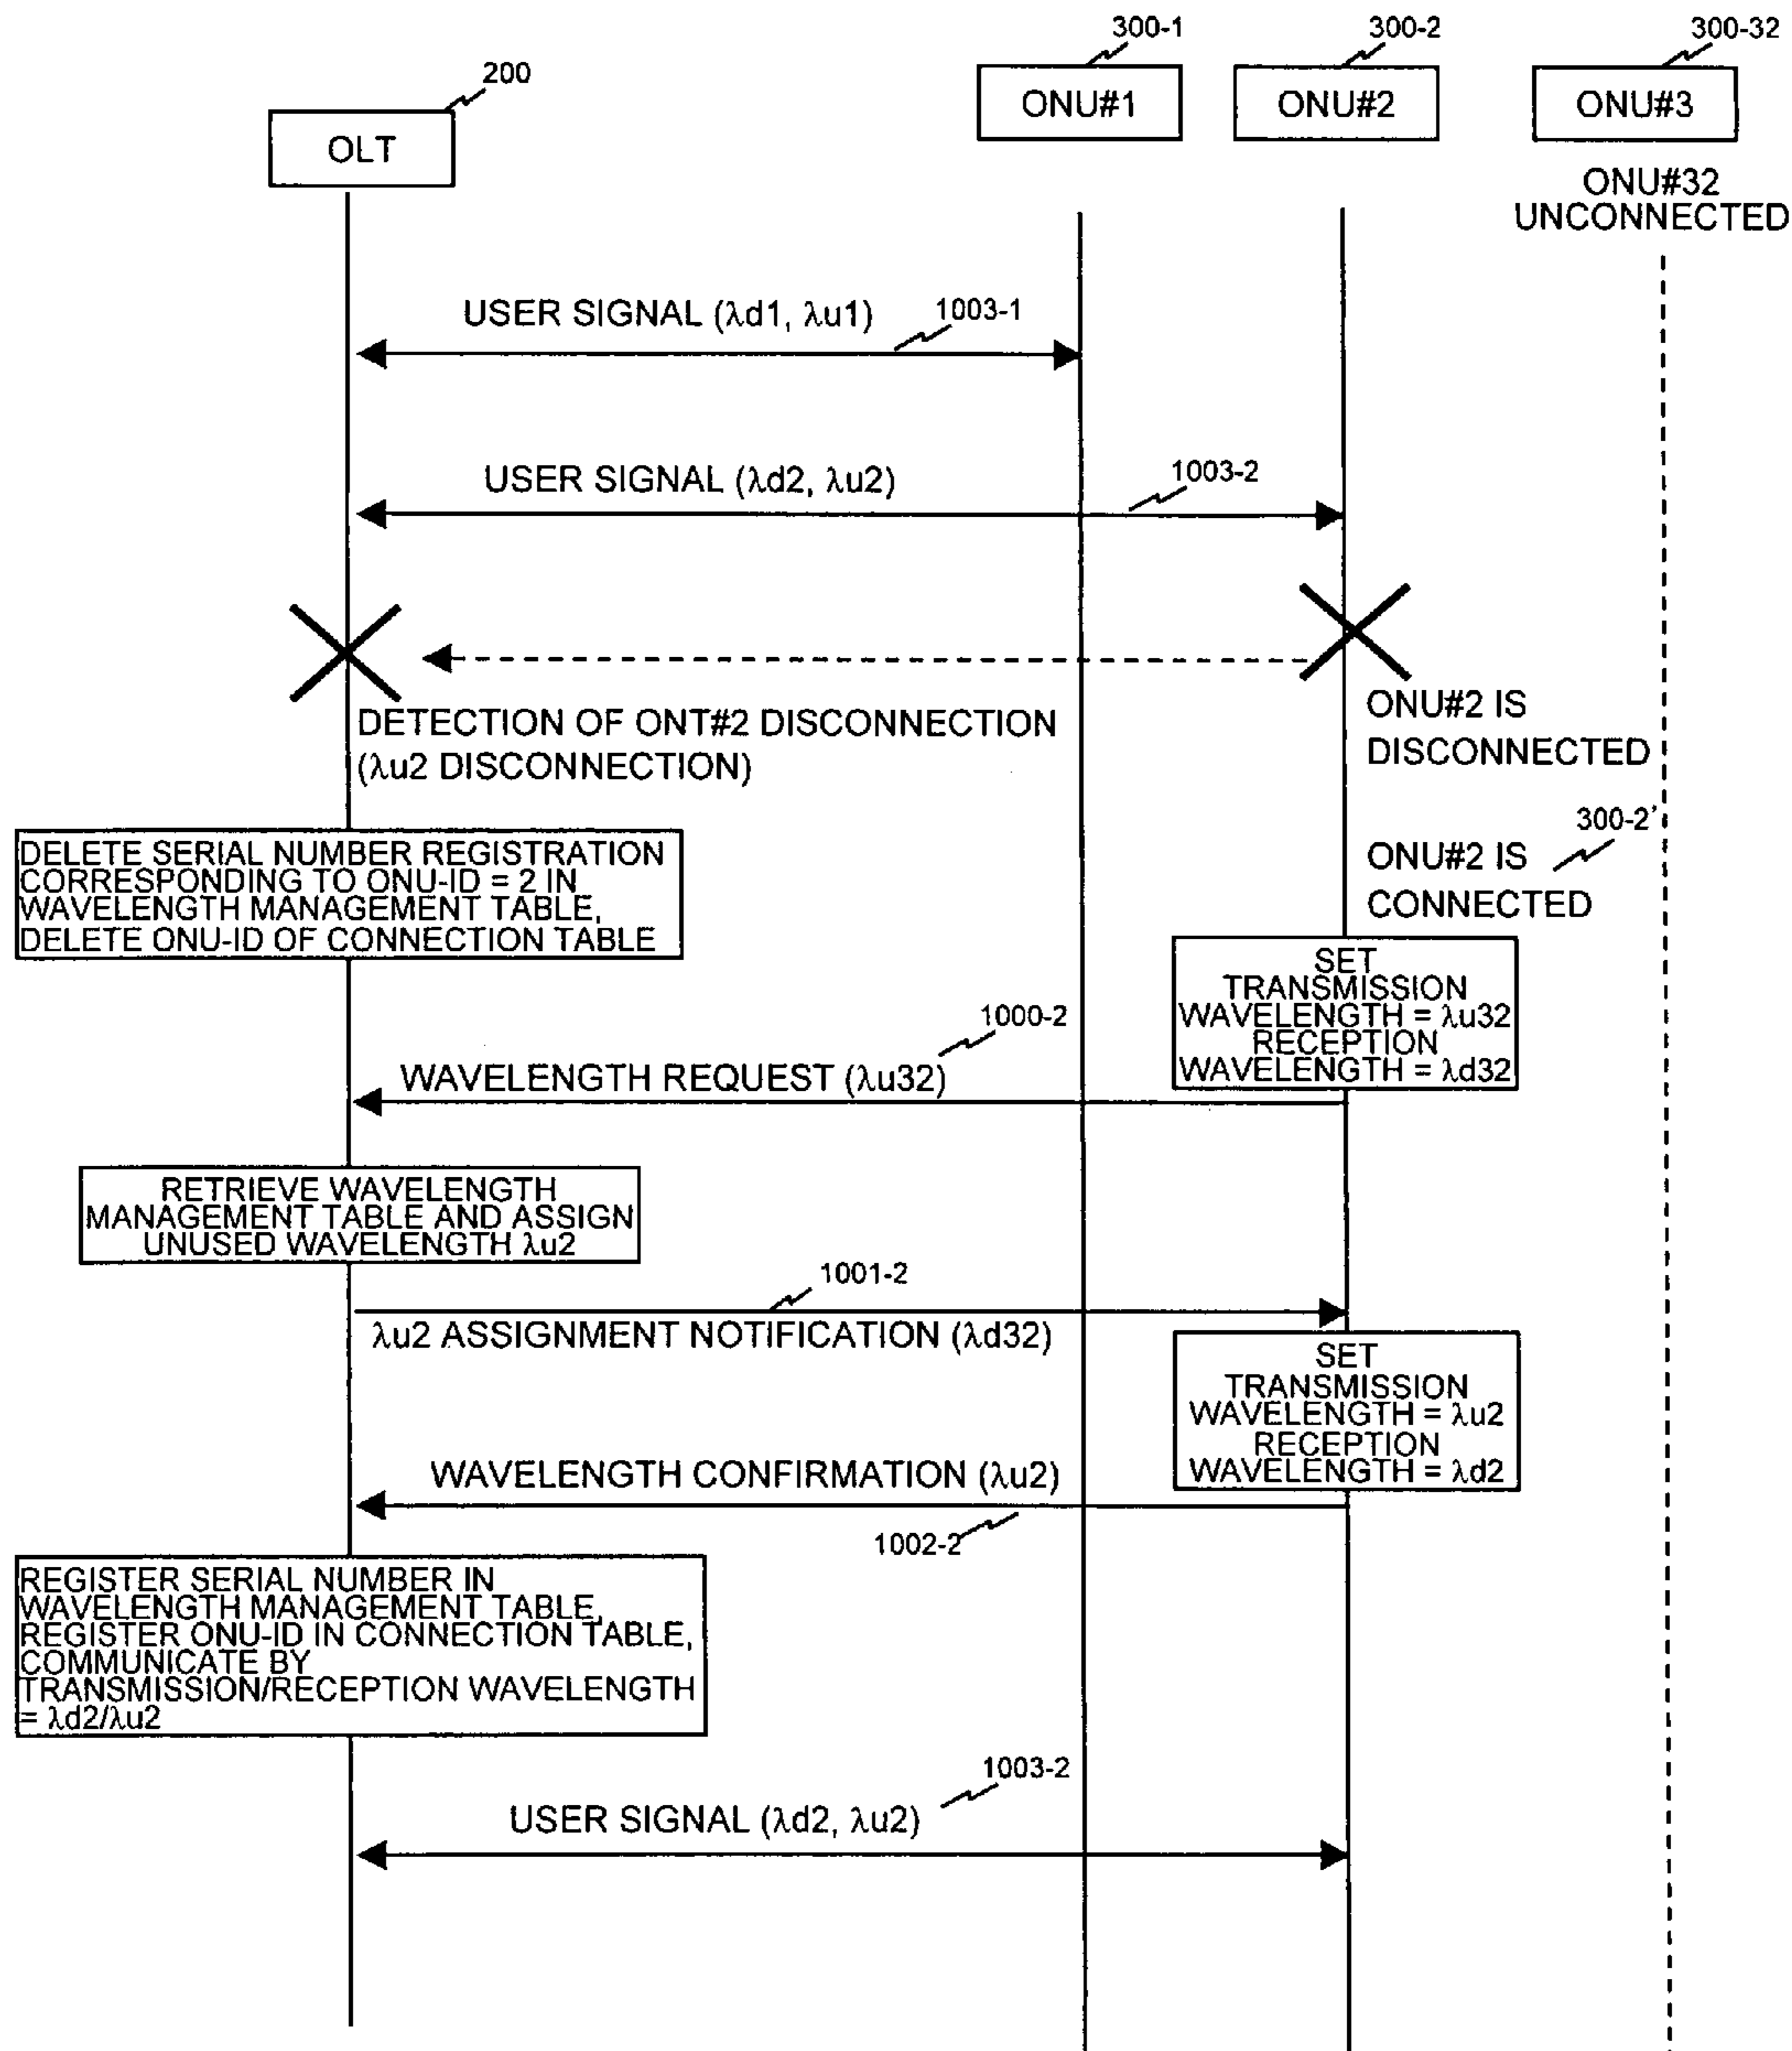 300-1
300-2
300-32
200
ONU#1
ONU#2
ONU#3
OLT
ONU#32
UNCONNECTED
USER SIGNAL (λd1, λu1)
1003-1
USER SIGNAL (λd2, λu2)
1003-2
DETECTION OF ONT#2 DISCONNECTION
(λu2 DISCONNECTION)
ONU#2 IS
DISCONNECTED
300-2'
DELETE SERIAL NUMBER REGISTRATION
CORRESPONDING TO ONU-ID = 2 IN
WAVELENGTH MANAGEMENT TABLE,
DELETE ONU-ID OF CONNECTION TABLE
ONU#2 IS
CONNECTED
SET
TRANSMISSION
WAVELENGTH = λu32
RECEPTION
WAVELENGTH = λd32
1000-2
WAVELENGTH REQUEST (λu32)
RETRIEVE WAVELENGTH
MANAGEMENT TABLE AND ASSIGN
UNUSED WAVELENGTH λu2
1001-2
λu2 ASSIGNMENT NOTIFICATION (λd32)
SET
TRANSMISSION
WAVELENGTH = λu2
RECEPTION
WAVELENGTH = λd2
WAVELENGTH CONFIRMATION (λu2)
1002-2
REGISTER SERIAL NUMBER IN
WAVELENGTH MANAGEMENT TABLE,
REGISTER ONU-ID IN CONNECTION TABLE,
COMMUNICATE BY
TRANSMISSION/RECEPTION WAVELENGTH
= λd2/λu2
1003-2
USER SIGNAL (λd2, λu2)